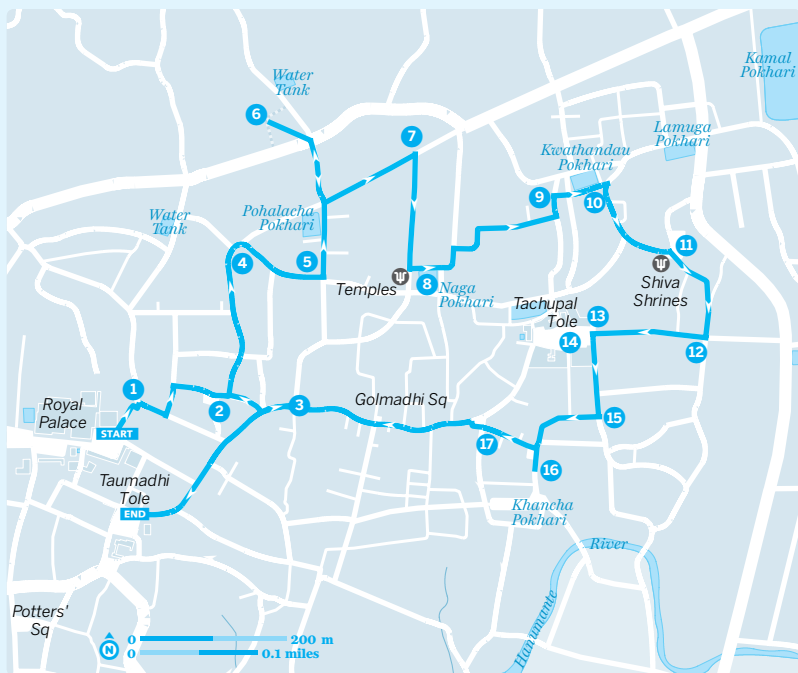 Water
Tank
6
7
Kamal
Pokhari
Lamuga
Pokhari
Kwathandau
Pokhari
9
10
Water
Tank
Pohalacha
Pokhari
4
5
11
Temples
8
Naga
Pokhari
Shiva
Shrines
Tachupal
Tole
13
14
12
1
Royal
Palace
START
2
3
Golmadhi Sq
15
17
16
Taumadhi
Tole
END
Khancha
Pokhari
River
Hanumante
Potters'
Sq
N
0 200 m
0 0.1 miles